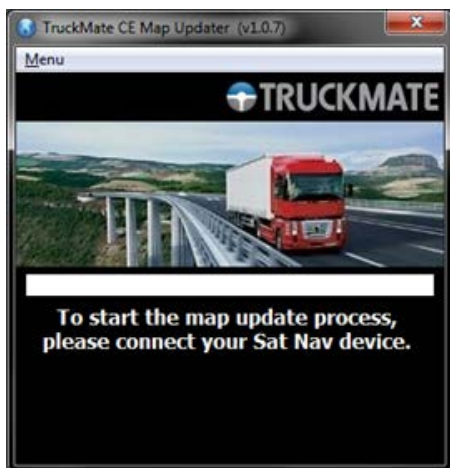 TruckMate CE Map Updater (v1.0.7)
Menu
TRUCKMATE
To start the map update process,
please connect your Sat Nav device.